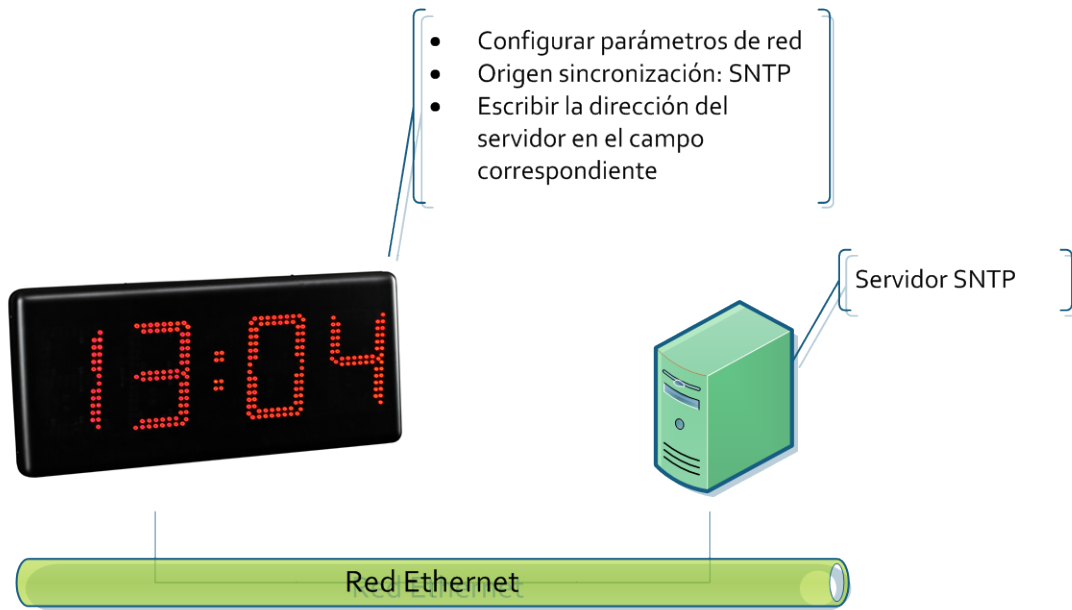 • Configurar parámetros de red
• Origen sincronización: SNTP
• Escribir la dirección del
servidor en el campo
correspondiente
Servidor SNTP
13:04
Red Ethernet